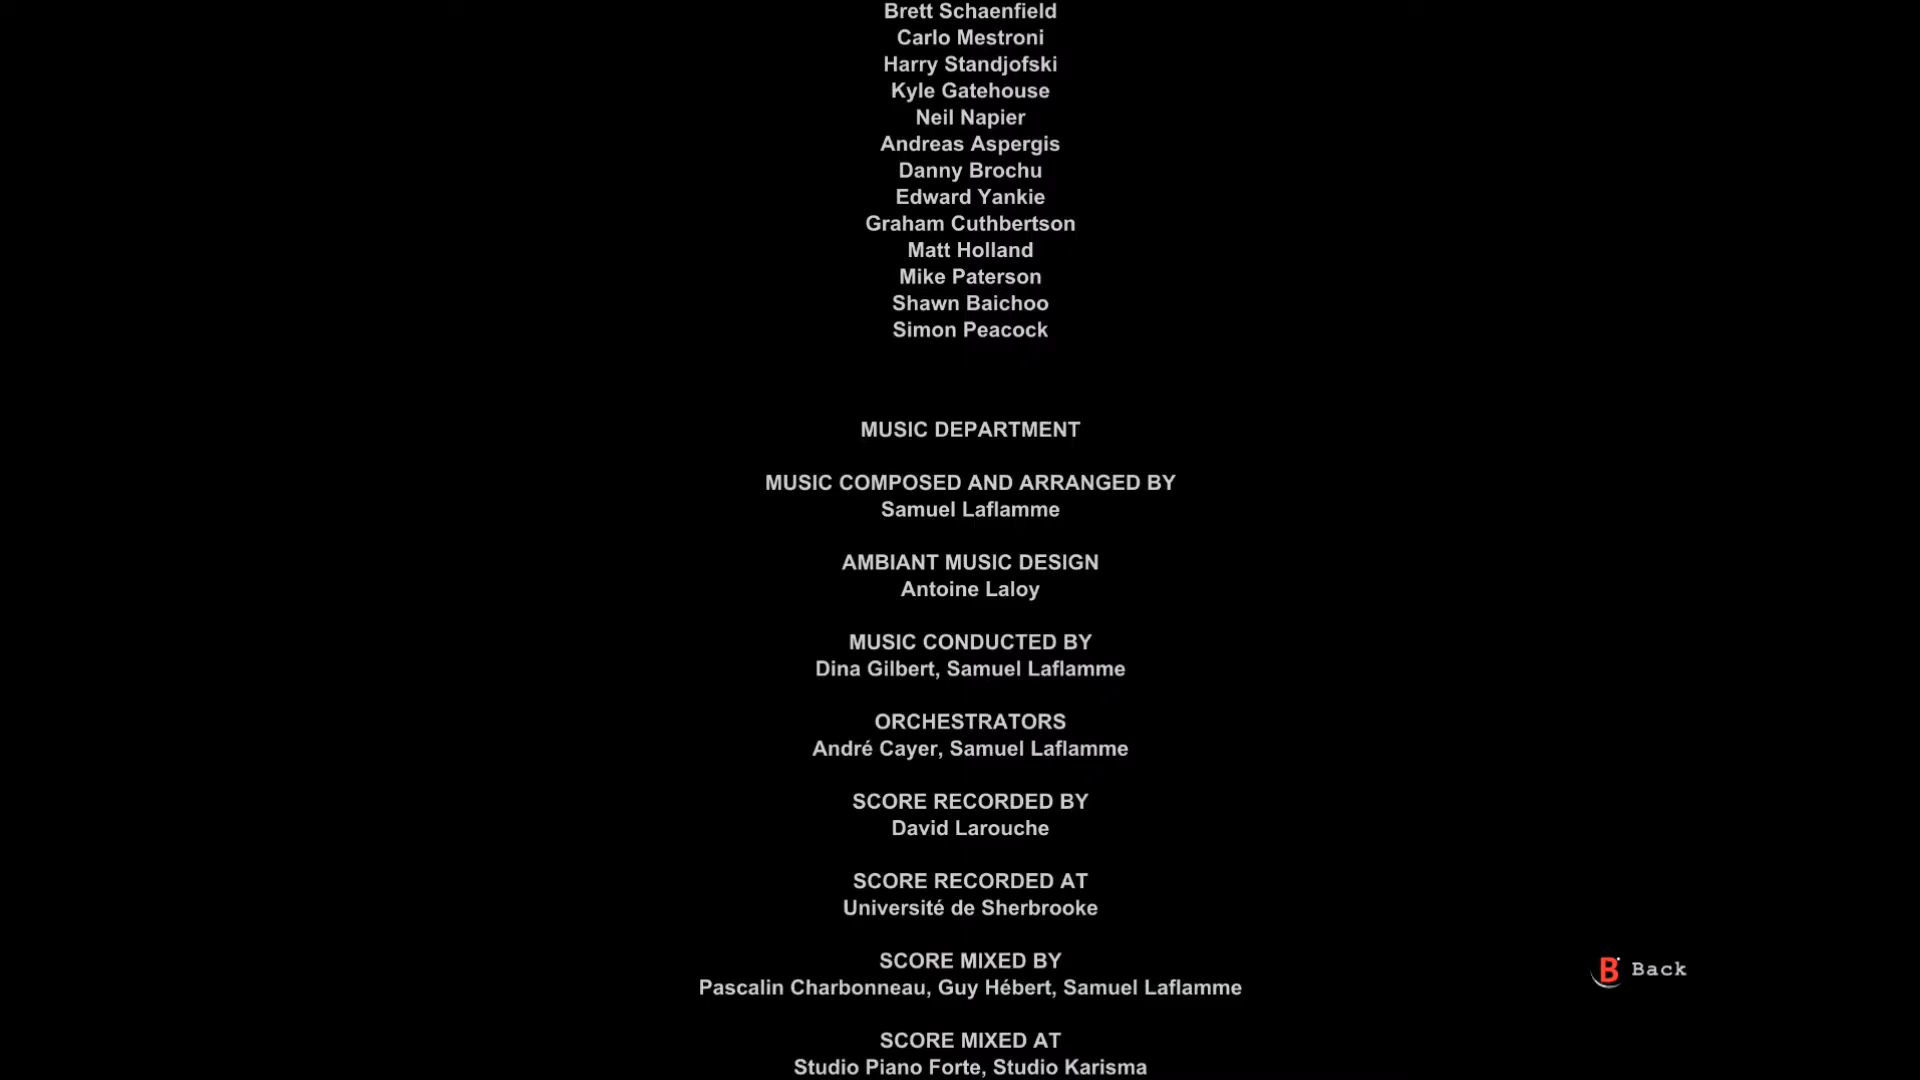 Brett Schaenfield
Carlo Mestroni
Harry Standjofski
Kyle Gatehouse
Neil Napier
Andreas Aspergis
Danny Brochu
Edward Yankie
Graham Cuthbertson
Matt Holland
Mike Paterson
Shawn Baichoo
Simon Peacock
MUSIC DEPARTMENT
MUSIC COMPOSED AND ARRANGED BY
Samuel Laflamme
AMBIANT MUSIC DESIGN
Antoine Laloy
MUSIC CONDUCTED BY
Dina Gilbert, Samuel Laflamme
ORCHESTRATORS
André Cayer, Samuel Laflamme
SCORE RECORDED BY
David Larouche
SCORE RECORDED AT
Université de Sherbrooke
SCORE MIXED BY
Pascalin Charbonneau, Guy Hébert, Samuel Laflamme
SCORE MIXED AT
Studio Piano Forte, Studio Karisma
B Back